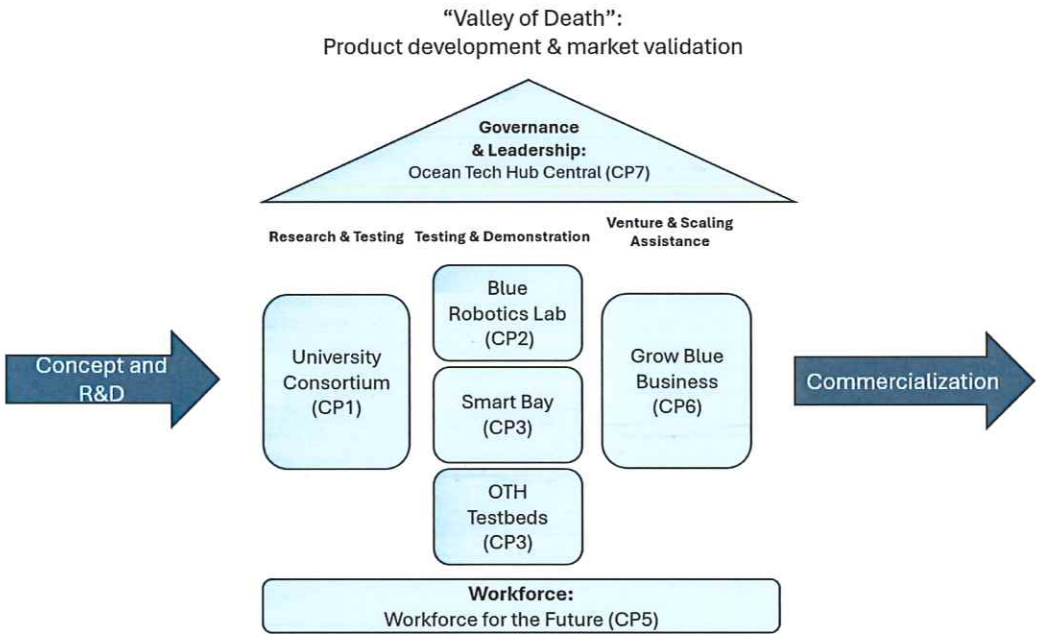 “Valley of Death”:
Product development & market validation
Governance
& Leadership:
Ocean Tech Hub Central (CP7)
Research & Testing
Testing & Demonstration
Venture & Scaling
Assistance
Concept and
R&D
University
Consortium
(CP1)
Blue
Robotics Lab
(CP2)
Smart Bay
(CP3)
OTH
Testbeds
(CP3)
Grow Blue
Business
(CP6)
Commercialization
Workforce:
Workforce for the Future (CP5)